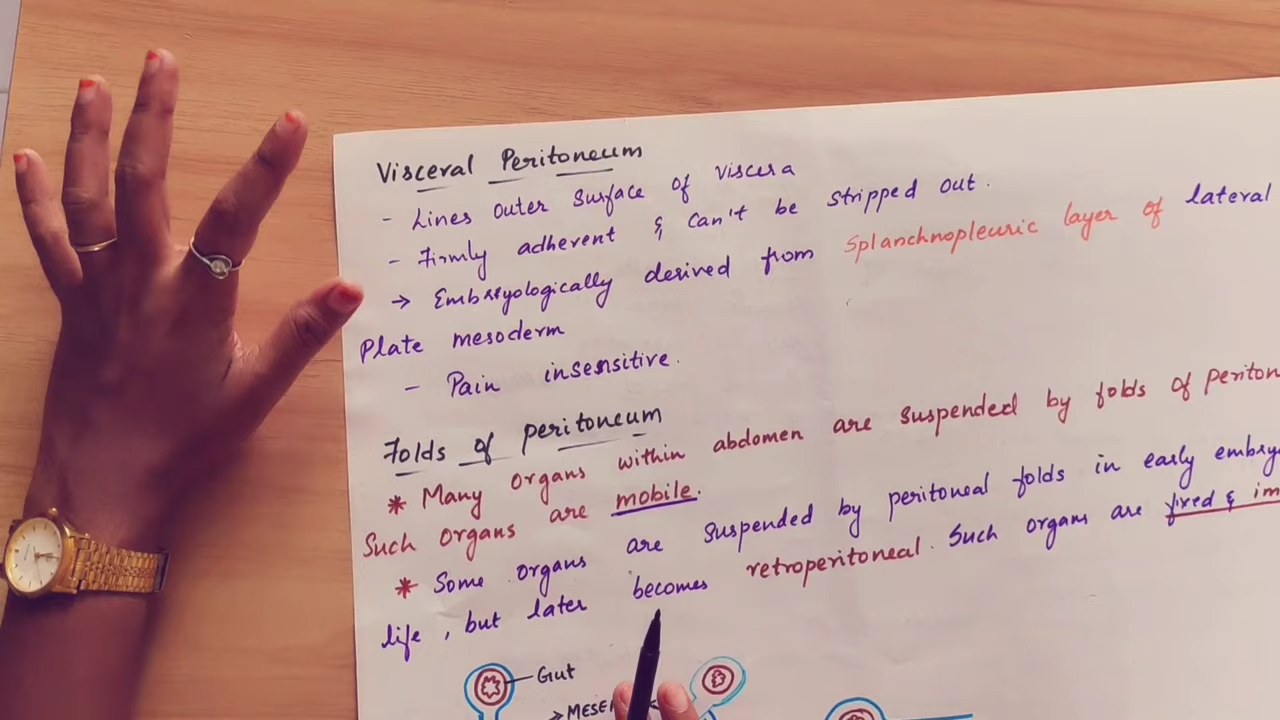 Visceral Peritoneum
- Lines outer surface of viscera
- Firmly adherent & can't be stripped out.
→ Embryologically derived from Splanchnopleuric layer of lateral
Plate mesoderm
- Pain insensitive.
Folds of peritoneum
* Many organs within abdomen are suspended by folds of periton
Such organs are mobile.
* Some organs are suspended by peritoneal folds in early embryo
life, but later becomes retroperitoneal. Such organs are fixed & im
Gut